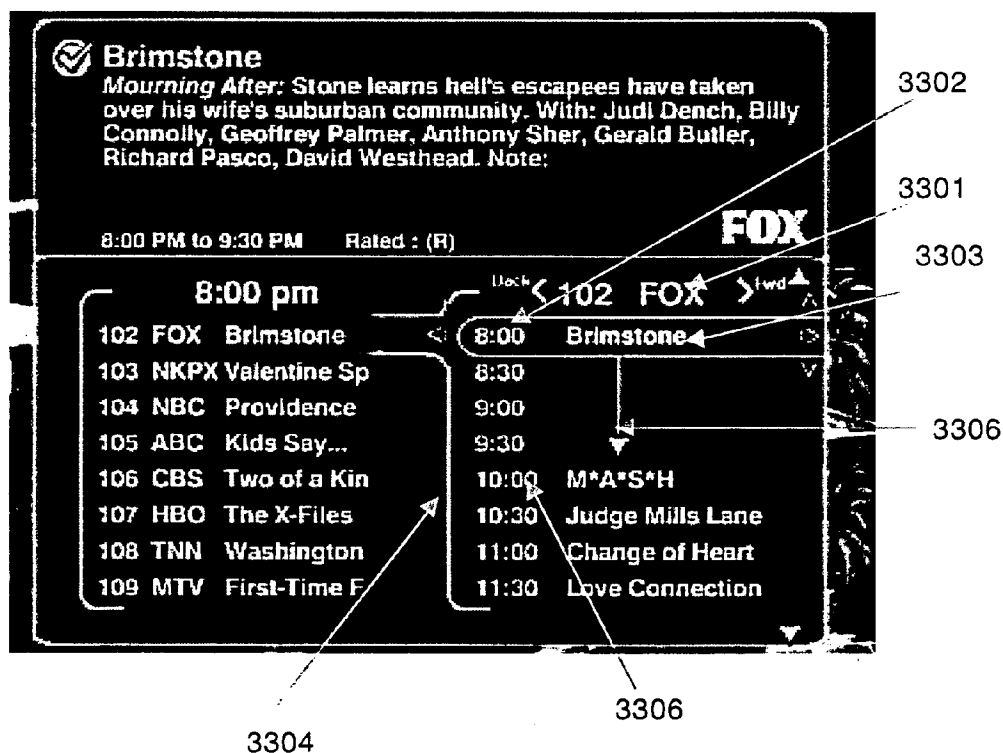 Brimstone
Mourning After: Stone learns hell's escapees have taken
over his wife's suburban community. With: Judi Dench, Billy
Connolly, Geoffrey Palmer, Anthony Sher, Gerald Butler,
Richard Pasco, David Westhead. Note:
8:00 PM to 9:30 PM Rated : (R)
FOX
3302
3301
3303
8:00 pm
Back 102 FOX fwd
102 FOX Brimstone
103 NKPX Valentine Sp
104 NBC Providence
105 ABC Kids Say...
106 CBS Two of a Kin
107 HBO The X-Files
108 TNN Washington
109 MTV First-Time F
8:00 Brimstone
8:30
9:00
9:30
10:00 M*A*S*H
10:30 Judge Mills Lane
11:00 Change of Heart
11:30 Love Connection
3306
3306
3304